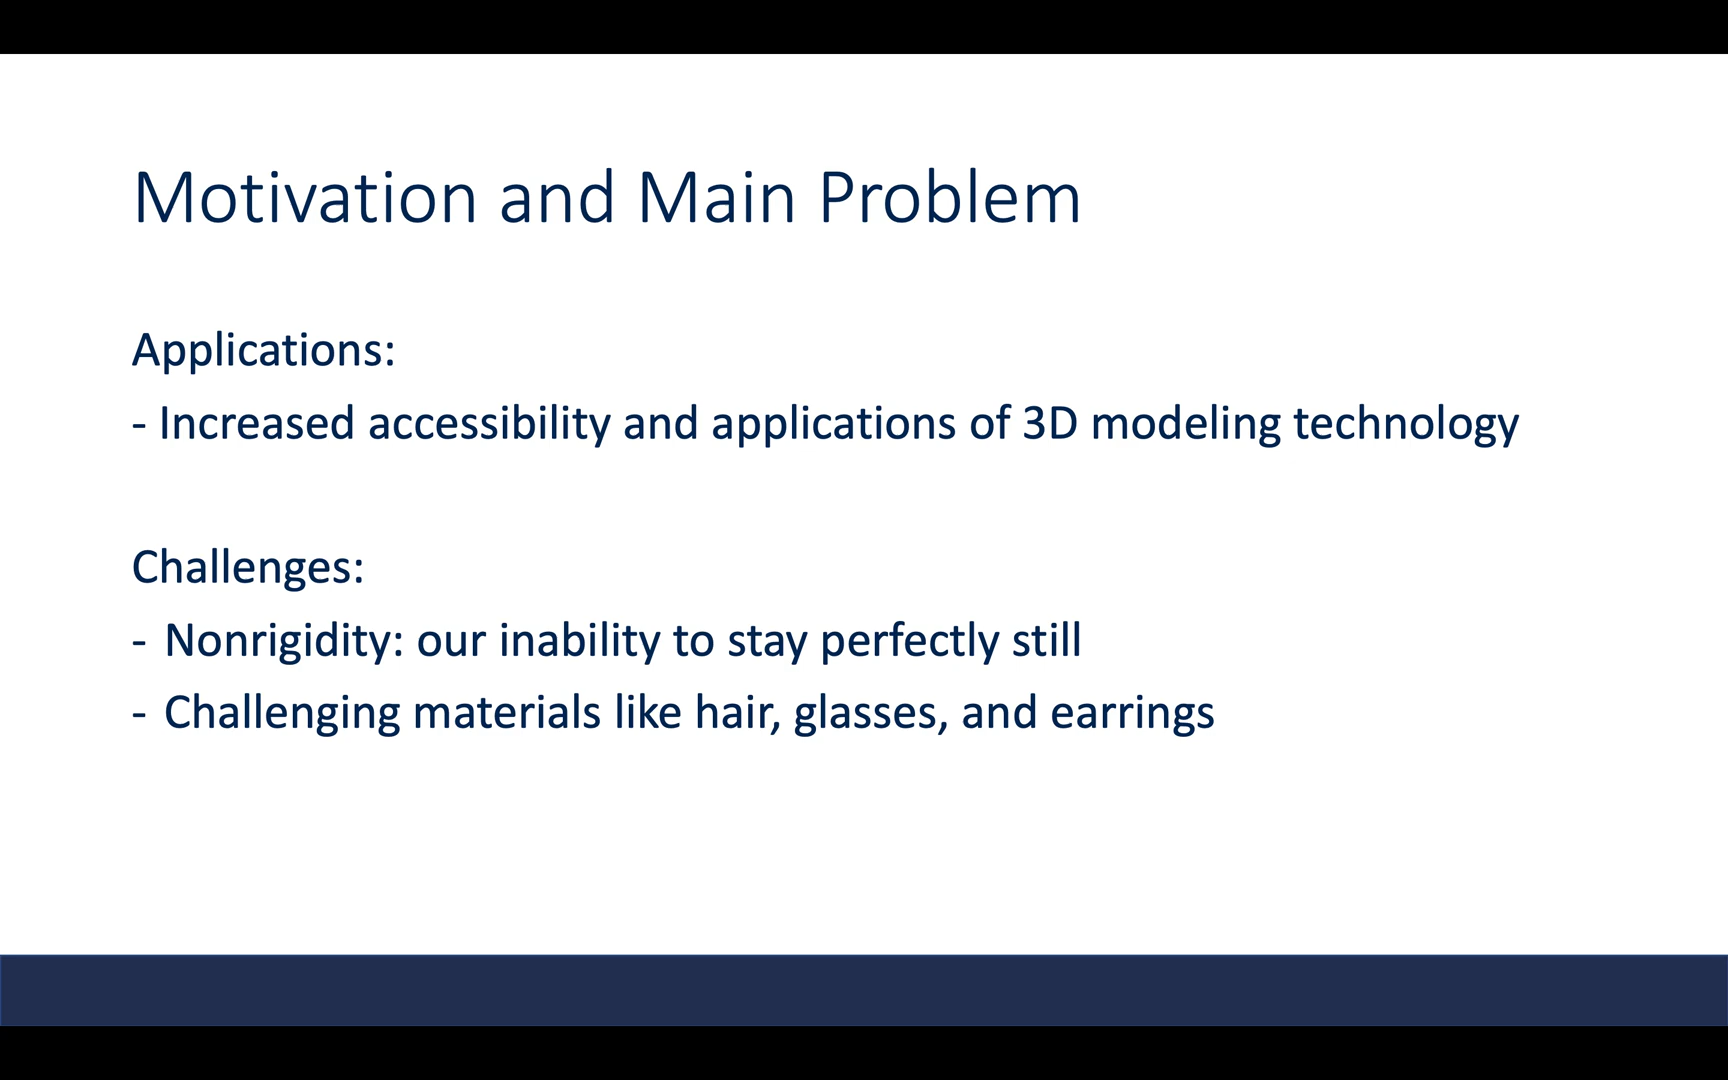 Motivation and Main Problem
Applications:
- Increased accessibility and applications of 3D modeling technology
Challenges:
- Nonrigidity: our inability to stay perfectly still
- Challenging materials like hair, glasses, and earrings